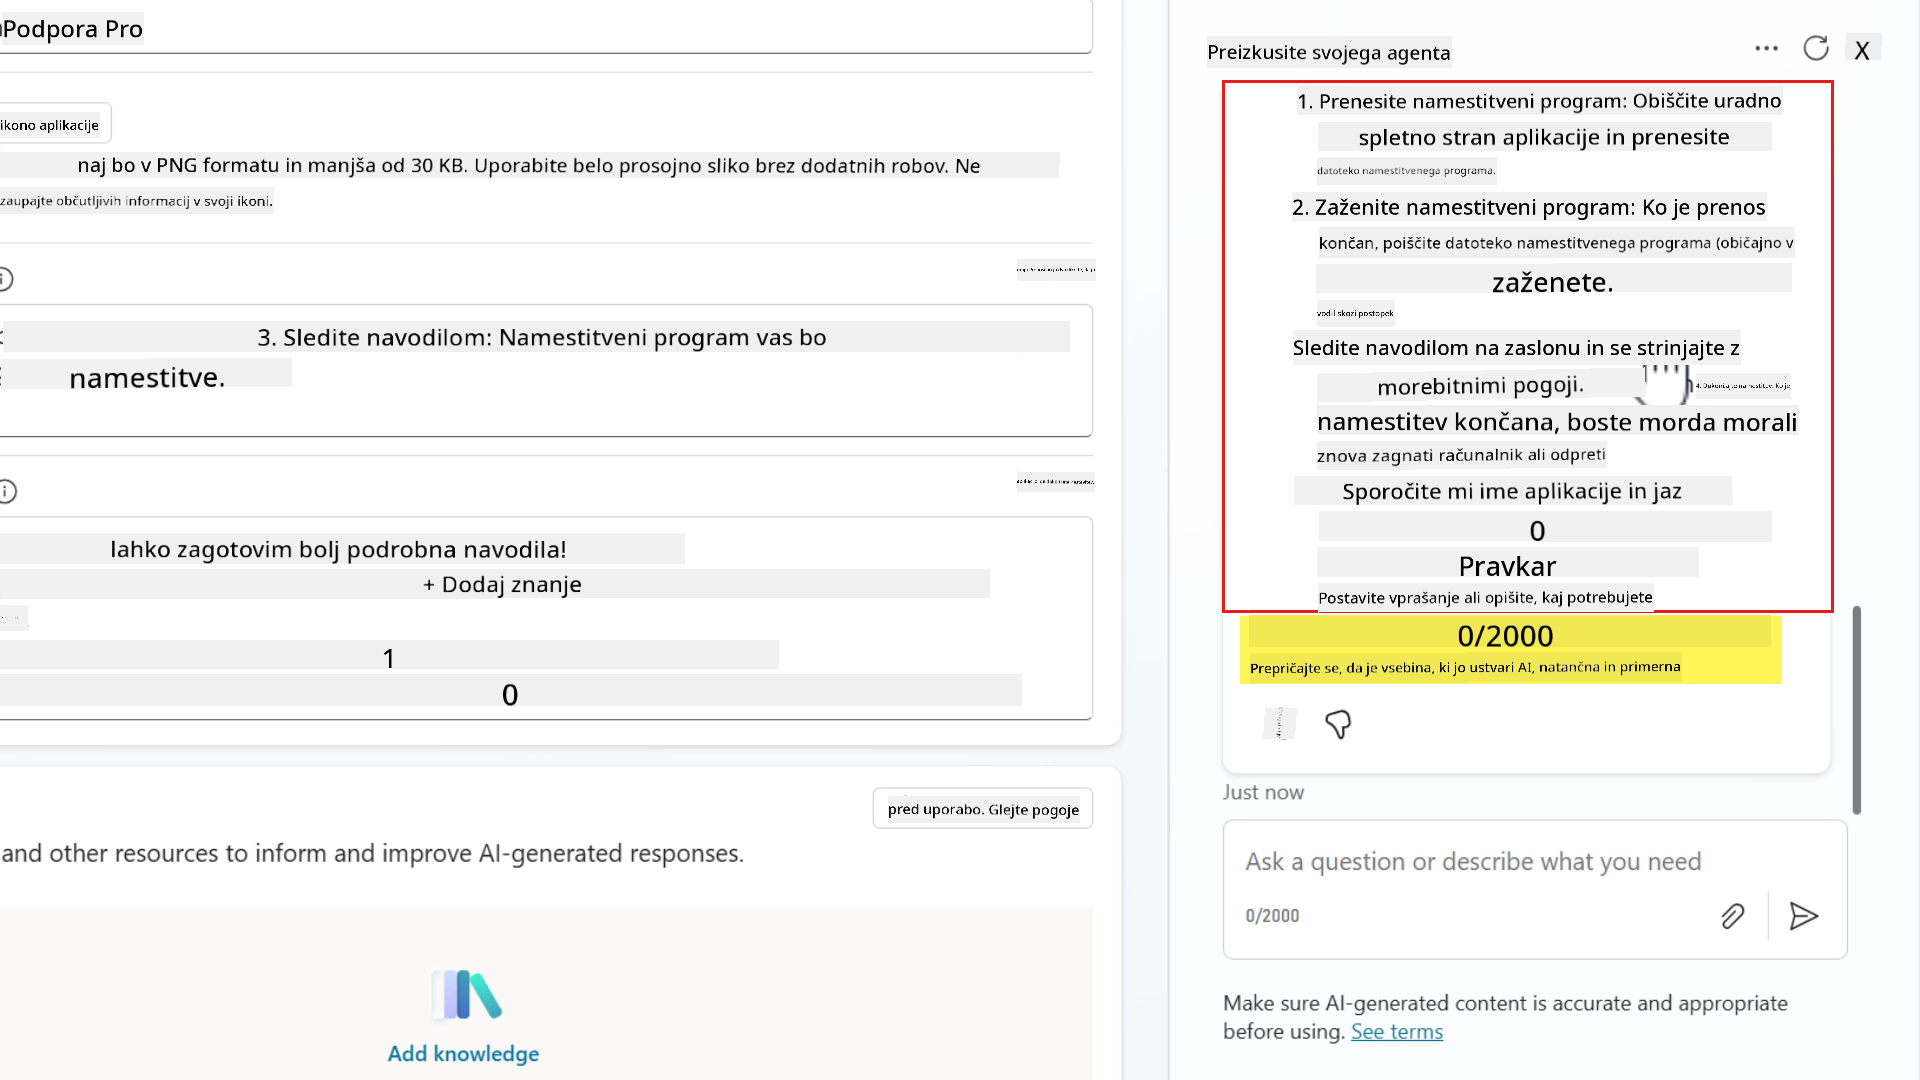 Podpora Pro
ikono aplikacije
naj bo v PNG formatu in manjša od 30 KB. Uporabite belo prosojno sliko brez dodatnih robov. Ne
zaupajte občutljivih informacij v svoji ikoni.
3. Sledite navodilom: Namestitveni program vas bo
namestitve.
lahko zagotovim bolj podrobna navodila!
+ Dodaj znanje
1
0
pred uporabo. Glejte pogoje
and other resources to inform and improve AI-generated responses.
Add knowledge
Preizkusite svojega agenta
X
1. Prenesite namestitveni program: Obiščite uradno
spletno stran aplikacije in prenesite
datoteko namestitvenega programa.
2. Zaženite namestitveni program: Ko je prenos
končan, poiščite datoteko namestitvenega programa (običajno v
zaženete.
vodil skozi postopek
Sledite navodilom na zaslonu in se strinjajte z
morebitnimi pogoji.
4. Dokončajte namestitev: Ko je
namestitev končana, boste morda morali
znova zagnati računalnik ali odpreti
Sporočite mi ime aplikacije in jaz
0
Pravkar
Postavite vprašanje ali opišite, kaj potrebujete
0/2000
Prepričajte se, da je vsebina, ki jo ustvari AI, natančna in primerna
Just now
Ask a question or describe what you need
0/2000
Make sure AI-generated content is accurate and appropriate
before using. See terms